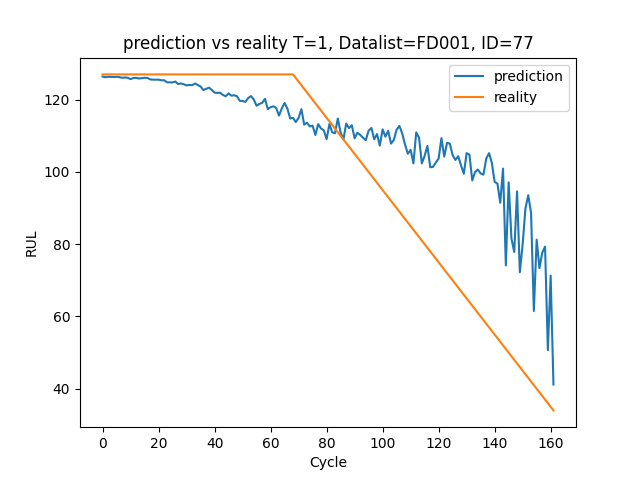 prediction vs reality T=1, Datalist=FD001, ID=77
prediction
reality
120
100
80
60
40
RUL
0 20 40 60 80 100 120 140 160
Cycle